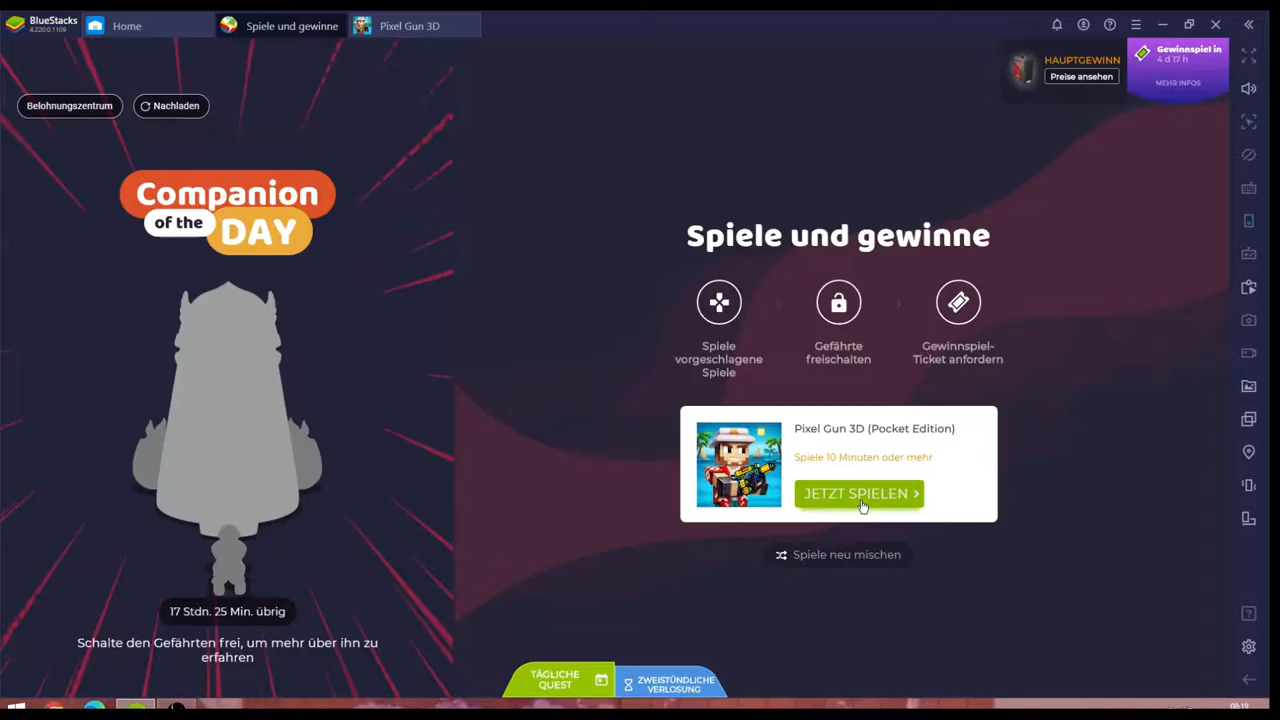 BlueStacks
4.220.0.1109
Home
Spiele und gewinne
Pixel Gun 3D
Belohnungszentrum
Nachladen
HAUPTGEWINN
Preise ansehen
Gewinnspiel in
4 d 17 h
MEHR INFOS
Companion
of the
DAY
17 Stdn. 25 Min. übrig
Schalte den Gefährten frei, um mehr über ihn zu
erfahren
Spiele und gewinne
Spiele
vorgeschlagene
Spiele
Gefährte
freischalten
Gewinnspiel-
Ticket anfordern
Pixel Gun 3D (Pocket Edition)
Spiele 10 Minuten oder mehr
JETZT SPIELEN
Spiele neu mischen
TÄGLICHE
QUEST
ZWEISTÜNDLICHE
VERLOSUNG
08:19